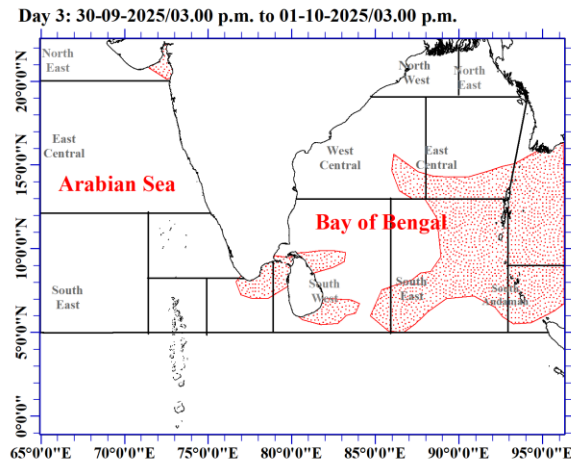 Day 3: 30-09-2025/03.00 p.m. to 01-10-2025/03.00 p.m.
20°0'0"N
15°0'0"N
10°0'0"N
5°0'0"N
0°0'0"
North
East
North
West
North
East
East
Central
West
Central
East
Central
Arabian Sea
Bay of Bengal
South
East
South
West
South
East
South
Andaman
65°0'0"E 70°0'0"E 75°0'0"E 80°0'0"E 85°0'0"E 90°0'0"E 95°0'0"E